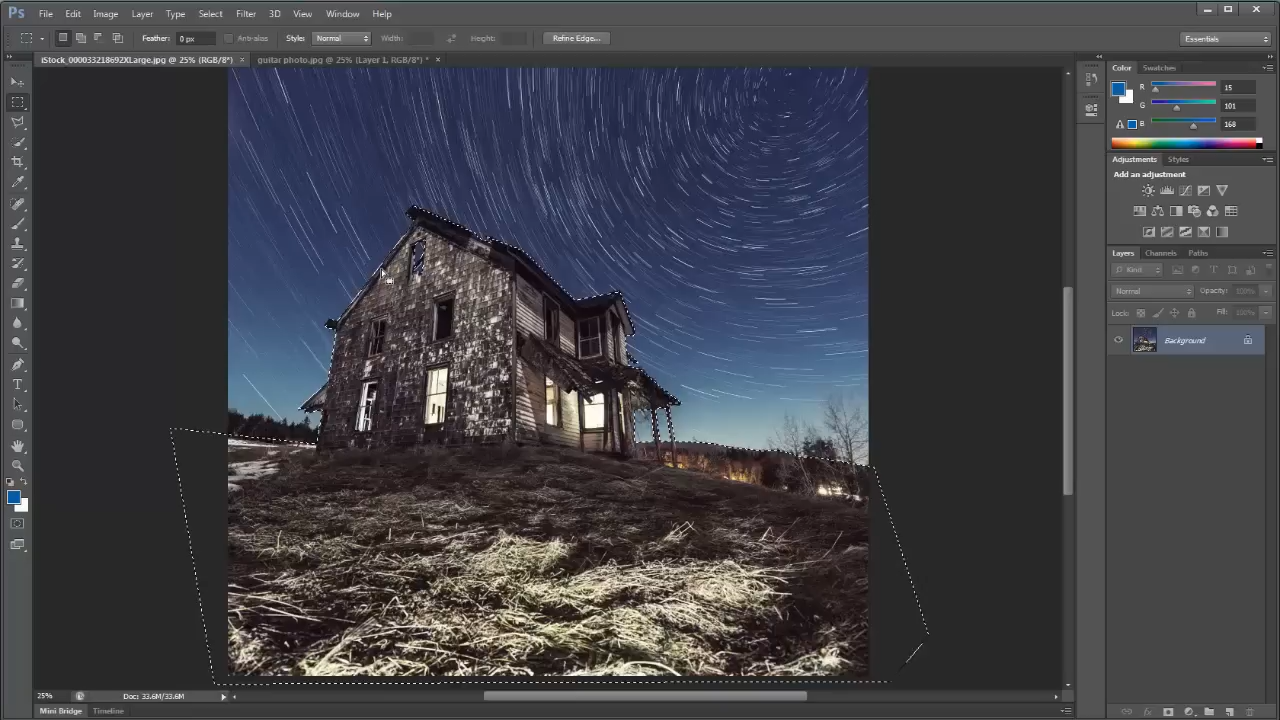 Ps File Edit Image Layer Type Select Filter 3D View Window Help
Feather: 0 px Anti-alias Style: Normal Width: Height: Refine Edge... Essentials
iStock_000033218692XLarge.jpg @ 25% (RGB/8*) × guitar photo.jpg @ 25% (Layer 1, RGB/8*) * ×
Color Swatches
R 15
G 101
B 168
Adjustments Styles
Add an adjustment
Layers Channels Paths
Kind
Normal Opacity: 100%
Lock: Fill: 100%
Background
25% Doc: 33.6M/33.6M
Mini Bridge Timeline